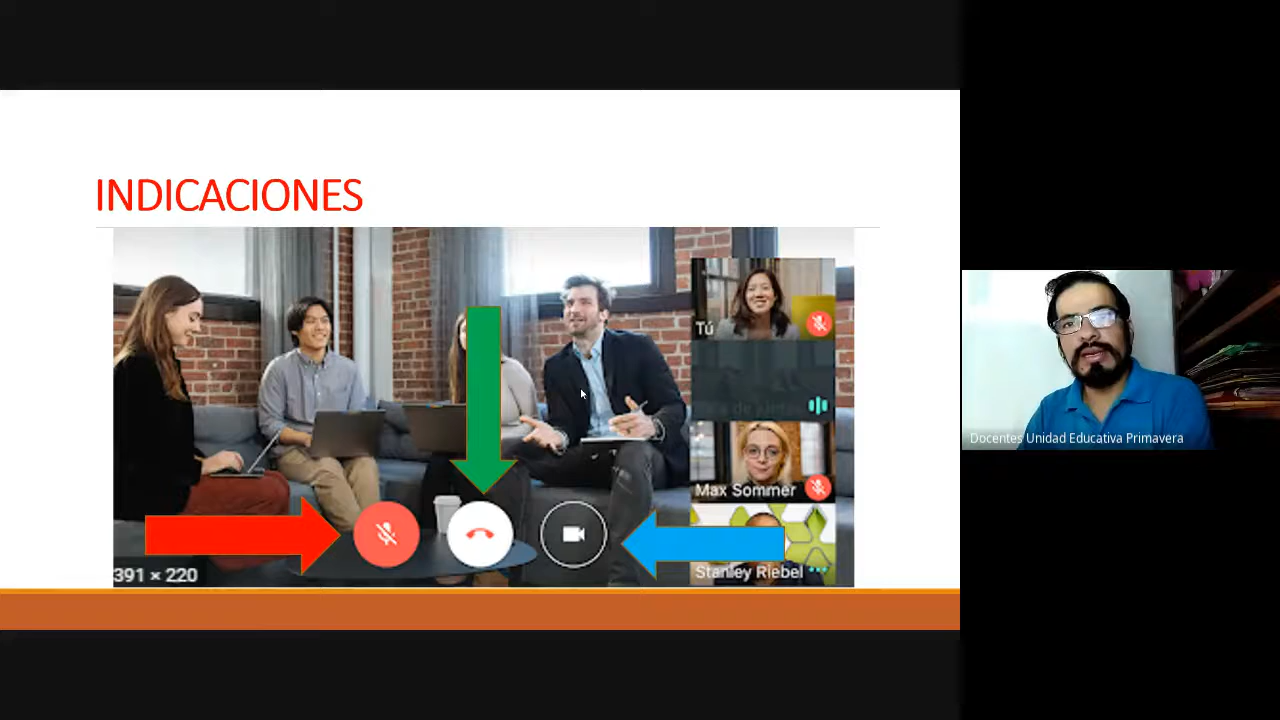 INDICACIONES
Tú
Max Sommer
Stanley Riebel
391 × 220
Docentes Unidad Educativa Primavera